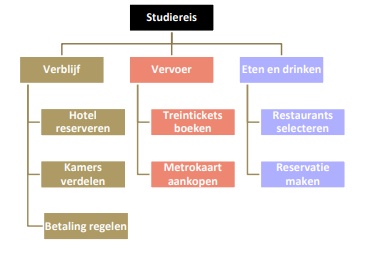 Studiereis
Verblijf
Vervoer
Eten en drinken
Hotel
reserveren
Treintickets
boeken
Restaurants
selecteren
Kamers
verdelen
Metrokaart
aankopen
Reservatie
maken
Betaling regelen